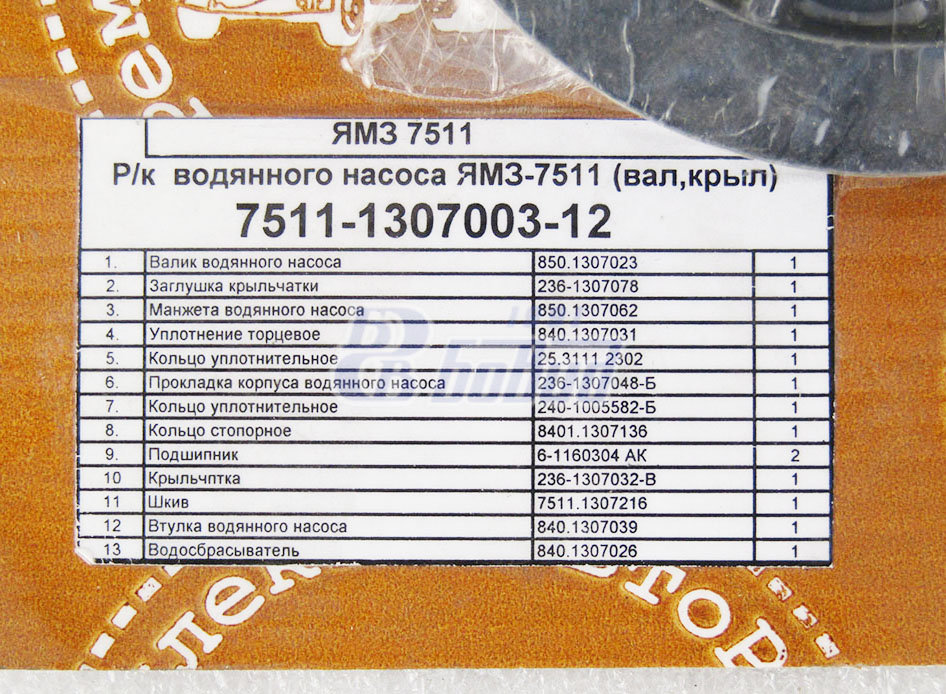 ЯМЗ 7511
Р/к водянного насоса ЯМЗ-7511 (вал,крыл)
7511-1307003-12
1. Валик водянного насоса 850.1307023 1
2. Заглушка крыльчатки 236-1307078 1
3. Манжета водянного насоса 850.1307062 1
4. Уплотнение торцевое 840.1307031 1
5. Кольцо уплотнительное 25.3111 2302 1
6. Прокладка корпуса водянного насоса 236-1307048-Б 1
7. Кольцо уплотнительное 240-1005582-Б 1
8. Кольцо стопорное 8401.1307136 1
9. Подшипник 6-1160304 АК 2
10 Крыльчптка 236-1307032-В 1
11 Шкив 7511.1307216 1
12 Втулка водянного насоса 840.1307039 1
13 Водосбрасыватель 840.1307026 1